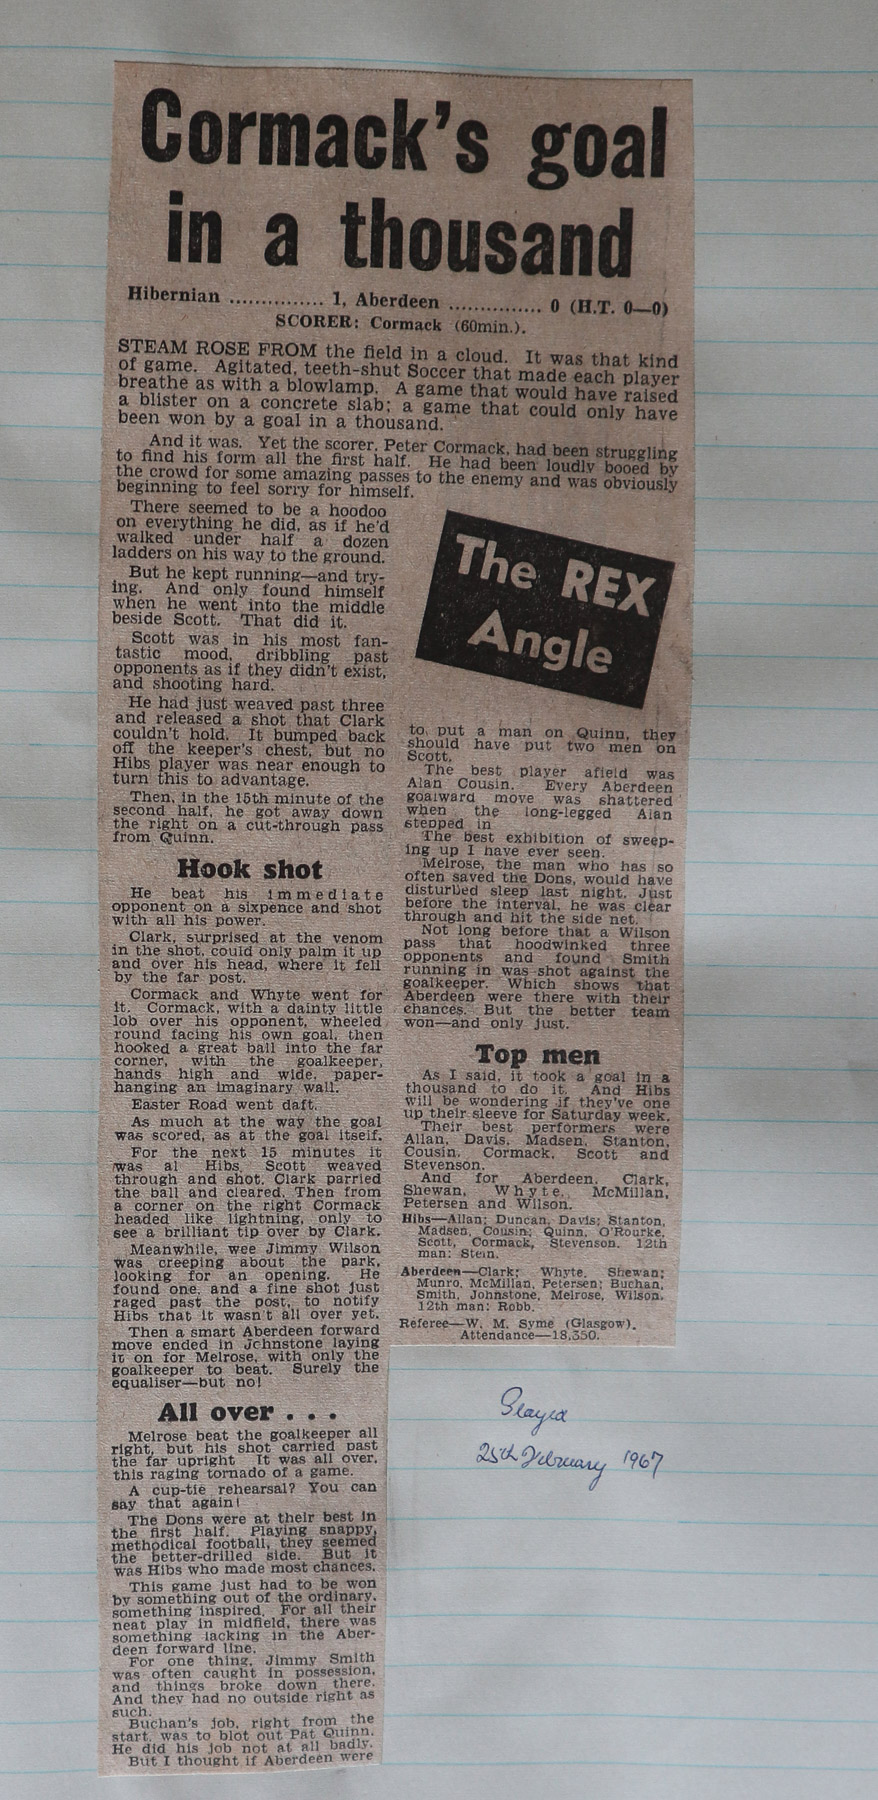 Cormack's goal
in a thousand
Hibernian ............... 1, Aberdeen ............... 0 (H.T. 0—0)
SCORER: Cormack (60min.).
STEAM ROSE FROM the field in a cloud. It was that kind
of game. Agitated, teeth-shut Soccer that made each player
breathe as with a blowlamp. A game that would have raised
a blister on a concrete slab; a game that could only have
been won by a goal in a thousand.
And it was. Yet the scorer, Peter Cormack, had been struggling
to find his form all the first half. He had been loudly booed by
the crowd for some amazing passes to the enemy and was obviously
beginning to feel sorry for himself.
There seemed to be a hoodoo
on everything he did, as if he'd
walked under half a dozen
ladders on his way to the ground.
But he kept running—and try-
ing. And only found himself
when he went into the middle
beside Scott. That did it.
Scott was in his most fan-
tastic mood, dribbling past
opponents as if they didn't exist,
and shooting hard.
He had just weaved past three
and released a shot that Clark
couldn't hold. It bumped back
off the keeper's chest, but no
Hibs player was near enough to
turn this to advantage.
Then, in the 15th minute of the
second half, he got away down
the right on a cut-through pass
from Quinn.
Hook shot
He beat his immediate
opponent on a sixpence and shot
with all his power.
Clark, surprised at the venom
in the shot, could only palm it up
and over his head, where it fell
by the far post.
Cormack and Whyte went for
it. Cormack, with a dainty little
lob over his opponent, wheeled
round facing his own goal, then
hooked a great ball into the far
corner, with the goalkeeper,
hands high and wide, paper-
hanging an imaginary wall.
Easter Road went daft.
As much at the way the goal
was scored, as at the goal itself.
For the next 15 minutes it
was al Hibs. Scott weaved
through and shot. Clark parried
the ball and cleared. Then from
a corner on the right Cormack
headed like lightning, only to
see a brilliant tip over by Clark.
Meanwhile, wee Jimmy Wilson
was creeping about the park,
looking for an opening. He
found one, and a fine shot just
raged past the post, to notify
Hibs that it wasn't all over yet.
Then a smart Aberdeen forward
move ended in Johnstone laying
it on for Melrose, with only the
goalkeeper to beat. Surely the
equaliser—but no!
All over . . .
Melrose beat the goalkeeper all
right, but his shot carried past
the far upright It was all over,
this raging tornado of a game.
A cup-tie rehearsal? You can
say that again!
The Dons were at their best in
the first half. Playing snappy,
methodical football, they seemed
the better-drilled side. But it
was Hibs who made most chances.
This game just had to be won
by something out of the ordinary,
something inspired. For all their
neat play in midfield, there was
something lacking in the Aber-
deen forward line.
For one thing, Jimmy Smith
was often caught in possession,
and things broke down there.
And they had no outside right as
such.
Buchan's job, right from the
start, was to blot out Pat Quinn.
He did his job not at all badly.
But I thought if Aberdeen were
The REX
Angle
to put a man on Quinn, they
should have put two men on
Scott.
The best player afield was
Alan Cousin. Every Aberdeen
goalward move was shattered
when the long-legged Alan
stepped in
The best exhibition of sweep-
ing up I have ever seen.
Melrose, the man who has so
often saved the Dons, would have
disturbed sleep last night. Just
before the interval, he was clear
through and hit the side net.
Not long before that a Wilson
pass that hoodwinked three
opponents and found Smith
running in was shot against the
goalkeeper. Which shows that
Aberdeen were there with their
chances. But the better team
won—and only just.
Top men
As I said, it took a goal in a
thousand to do it. And Hibs
will be wondering if they've one
up their sleeve for Saturday week.
Their best performers were
Allan, Davis, Madsen, Stanton,
Cousin, Cormack, Scott and
Stevenson.
And for Aberdeen, Clark,
Shewan, Whyte, McMillan,
Petersen and Wilson.
Hibs—Allan; Duncan, Davis; Stanton,
Madsen, Cousin; Quinn, O'Rourke,
Scott, Cormack, Stevenson. 12th
man: Stein.
Aberdeen—Clark; Whyte, Shewan;
Munro, McMillan, Petersen; Buchan,
Smith, Johnstone, Melrose, Wilson.
12th man: Robb.
Referee—W. M. Syme (Glasgow).
Attendance—18,350.
Played
25th February 1967